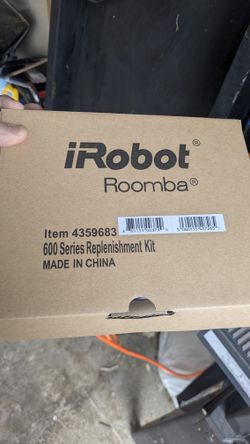 iRobot®
Roomba®
Item 4359683
600 Series Replenishment Kit
MADE IN CHINA